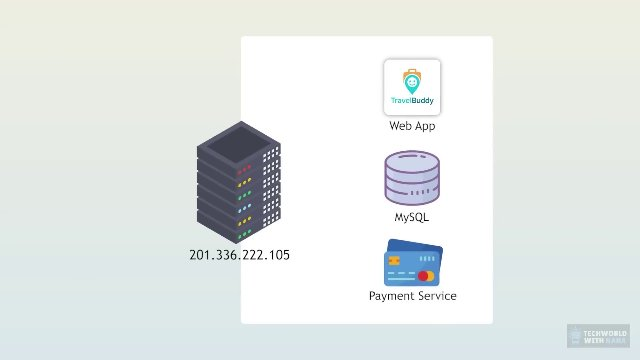 TravelBuddy
Web App
MySQL
201.336.222.105
Payment Service
TECHWORLD
WITH NANA